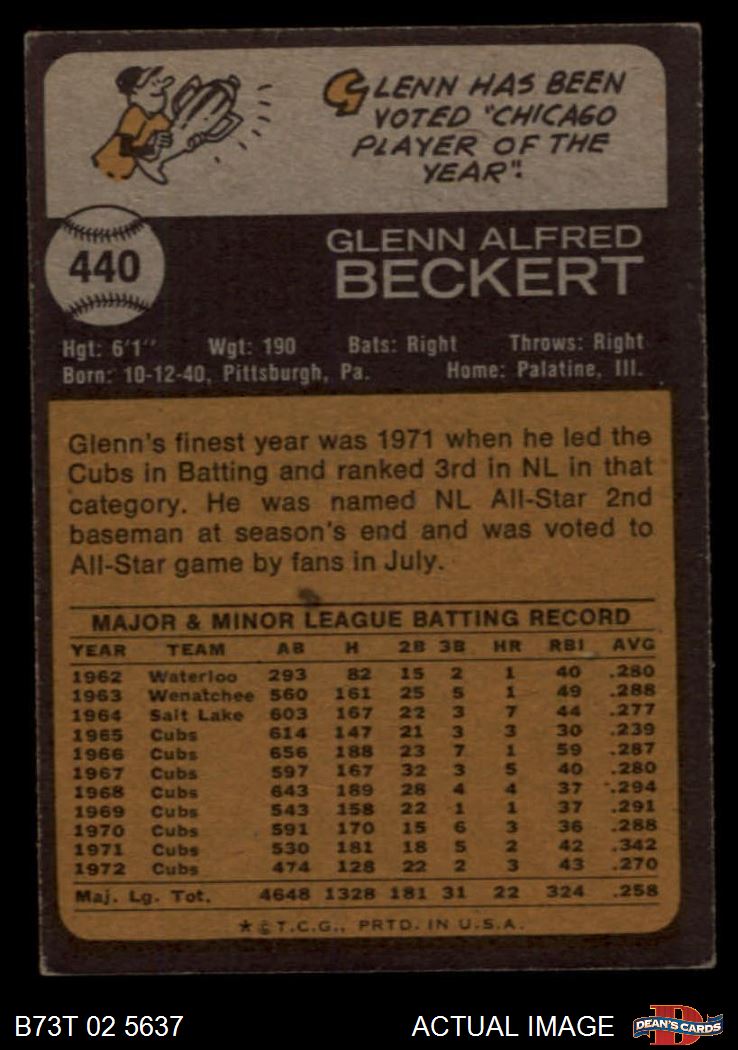 GLENN HAS BEEN
VOTED "CHICAGO
PLAYER OF THE
YEAR".
440
GLENN ALFRED
BECKERT
Hgt: 6'1" Wgt: 190 Bats: Right Throws: Right
Born: 10-12-40, Pittsburgh, Pa. Home: Palatine, Ill.
Glenn's finest year was 1971 when he led the
Cubs in Batting and ranked 3rd in NL in that
category. He was named NL All-Star 2nd
baseman at season's end and was voted to
All-Star game by fans in July.
MAJOR & MINOR LEAGUE BATTING RECORD
YEAR TEAM AB H 2B 3B HR RBI AVG
1962 Waterloo 293 82 15 2 1 40 .280
1963 Wenatchee 560 161 25 5 1 49 .288
1964 Salt Lake 603 167 22 3 7 44 .277
1965 Cubs 614 147 21 3 3 30 .239
1966 Cubs 656 188 23 7 1 59 .287
1967 Cubs 597 167 32 3 5 40 .280
1968 Cubs 643 189 28 4 4 37 .294
1969 Cubs 543 158 22 1 1 37 .291
1970 Cubs 591 170 15 6 3 36 .288
1971 Cubs 530 181 18 5 2 42 .342
1972 Cubs 474 128 22 2 3 43 .270
Maj. Lg. Tot. 4648 1328 181 31 22 324 .258
* © T.C.G., PRTD. IN U.S.A.
B73T 02 5637 ACTUAL IMAGE D DEAN'S CARDS